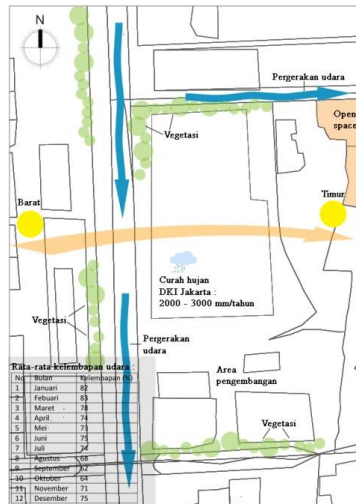 N
Pergerakan udara
Open
space
Vegetasi
Barat
Timur
Curah hujan
DKI Jakarta :
2000 - 3000 mm/tahun
Vegetasi
Pergerakan
udara
Area
pengembangan
Vegetasi
Rata-rata kelembapan udara :
No Bulan Kelembapan (%)
1 Januari 82
2 Febuari 83
3 Maret 78
4 April 74
5 Mei 73
6 Juni 75
7 Juli 74
8 Agustus 68
9 September 62
10 Oktober 64
11 November 71
12 Desember 75